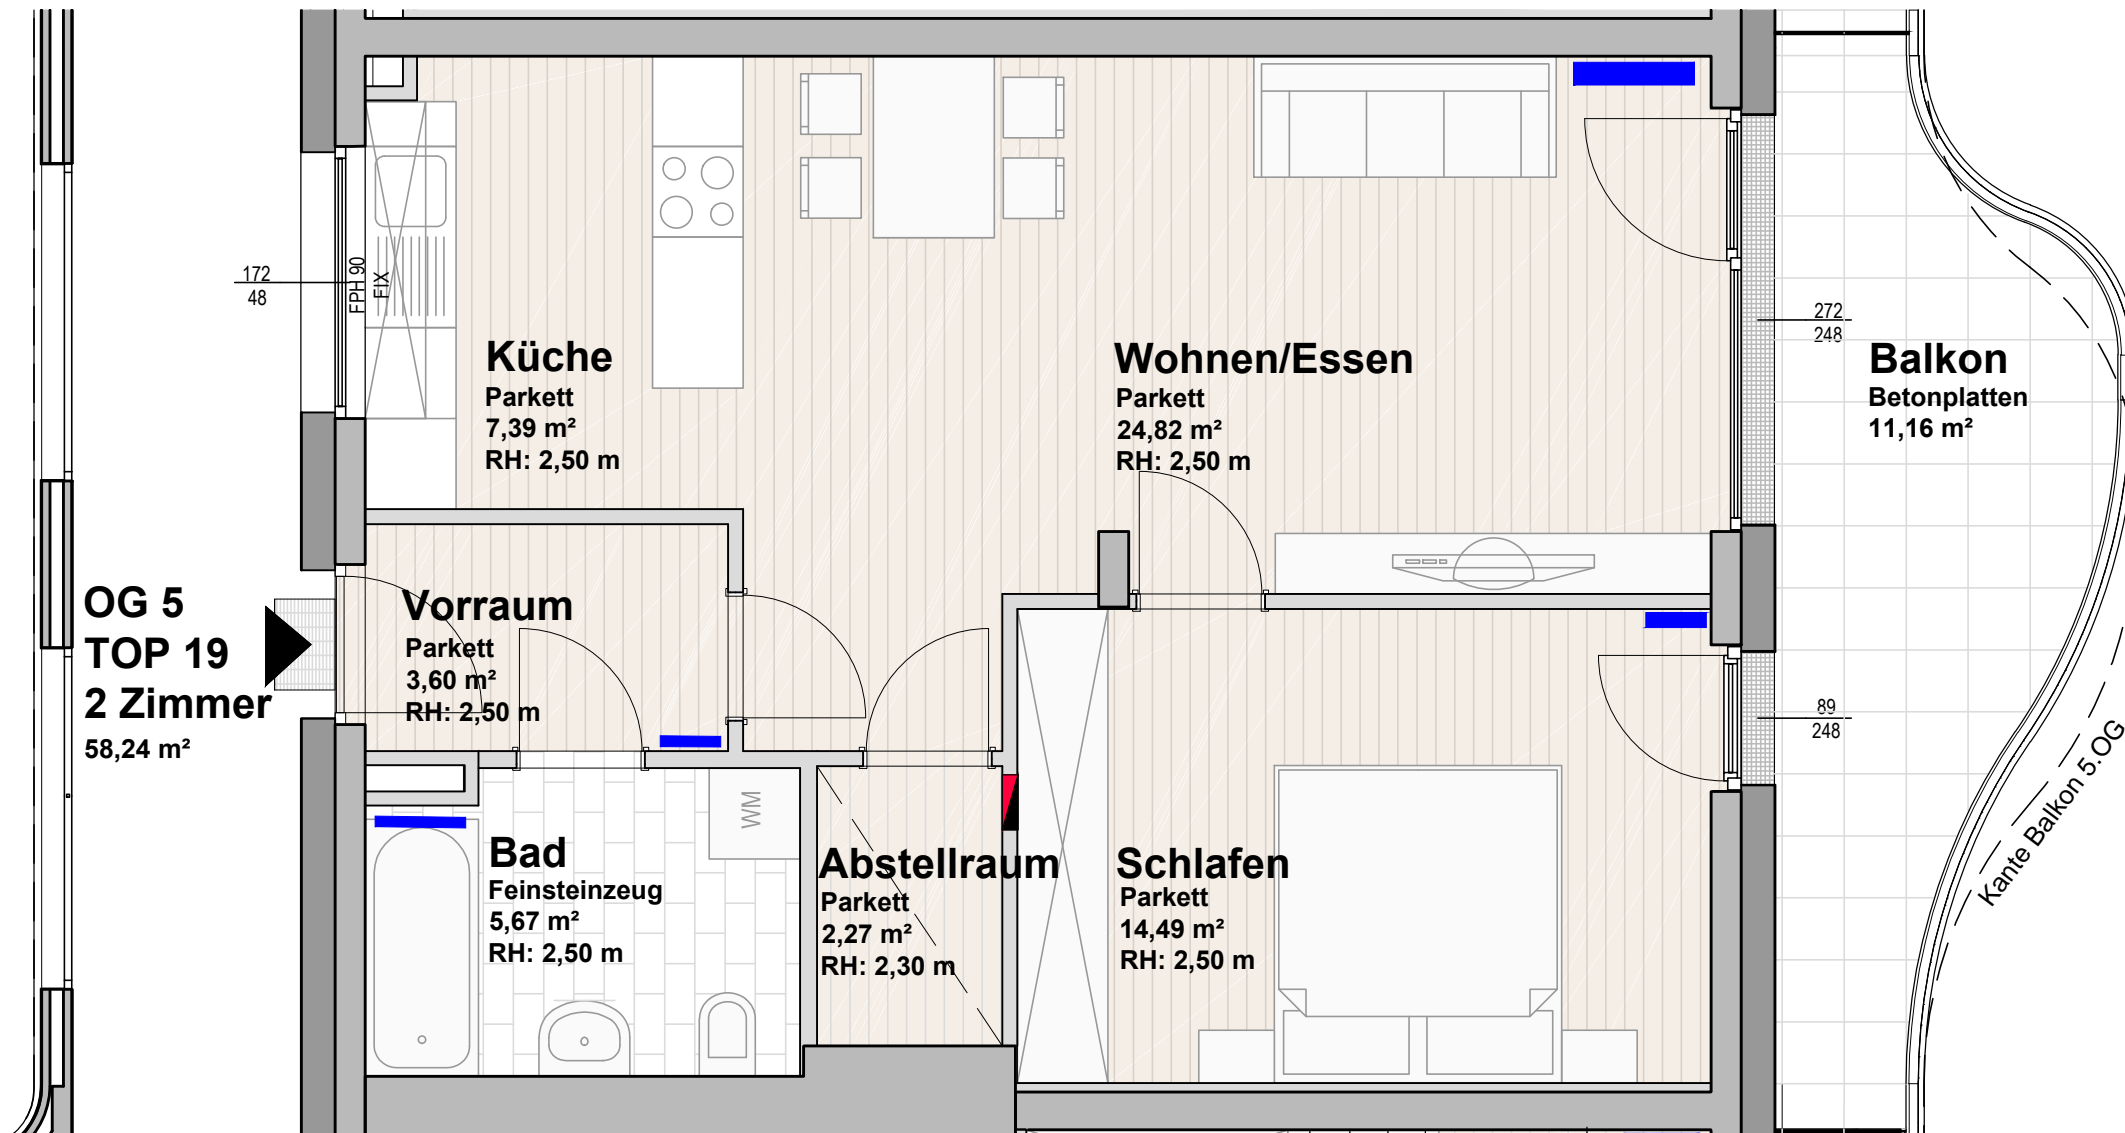 172
48
FPH 90
FIX
Küche
Parkett
7,39 m²
RH: 2,50 m
Wohnen/Essen
Parkett
24,82 m²
RH: 2,50 m
272
248
Balkon
Betonplatten
11,16 m²
OG 5
TOP 19
2 Zimmer
58,24 m²
Vorraum
Parkett
3,60 m²
RH: 2,50 m
89
248
Kante Balkon 5.OG
WM
Bad
Feinsteinzeug
5,67 m²
RH: 2,50 m
Abstellraum
Parkett
2,27 m²
RH: 2,30 m
Schlafen
Parkett
14,49 m²
RH: 2,50 m